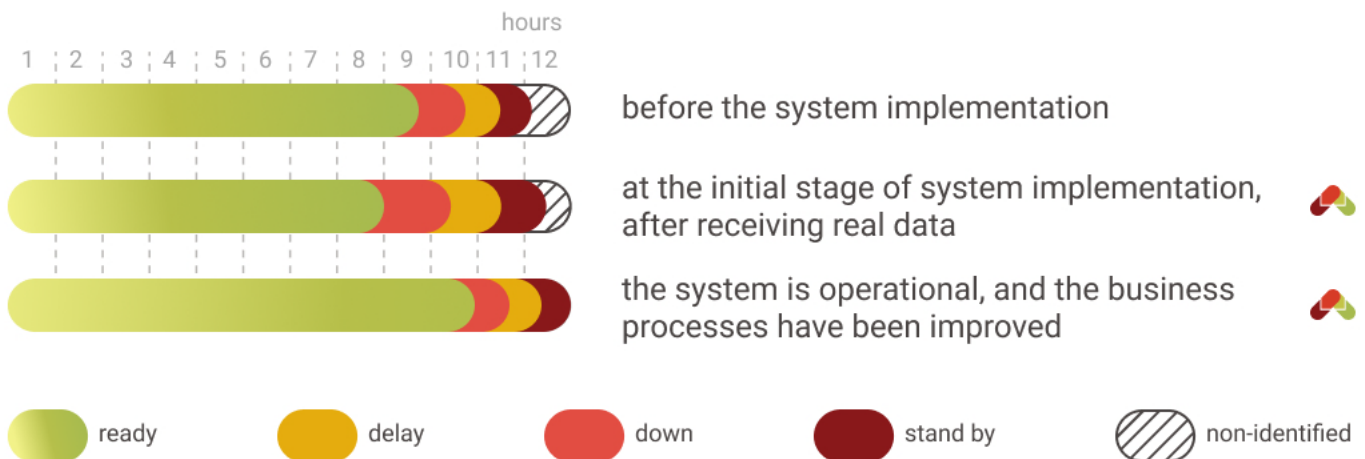 hours
1 2 3 4 5 6 7 8 9 10 11 12
before the system implementation
at the initial stage of system implementation,
after receiving real data
the system is operational, and the business
processes have been improved
ready delay down stand by non-identified